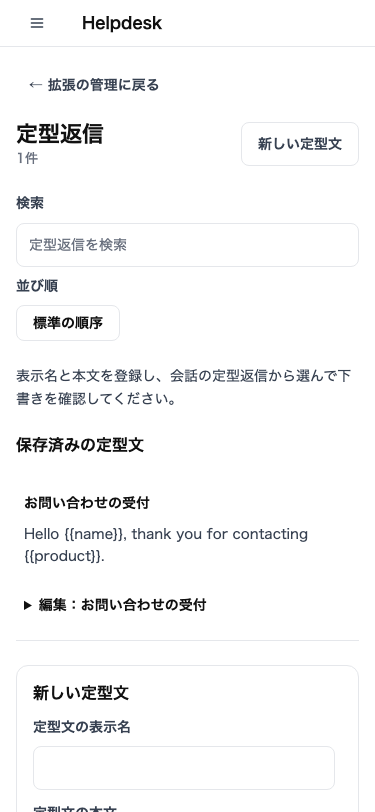 Helpdesk
← 拡張の管理に戻る
定型返信
1件
新しい定型文
検索
定型返信を検索
並び順
標準の順序
表示名と本文を登録し、会話の定型返信から選んで下
書きを確認してください。
保存済みの定型文
お問い合わせの受付
Hello {{name}}, thank you for contacting
{{product}}.
▶ 編集：お問い合わせの受付
新しい定型文
定型文の表示名
定型文の本文